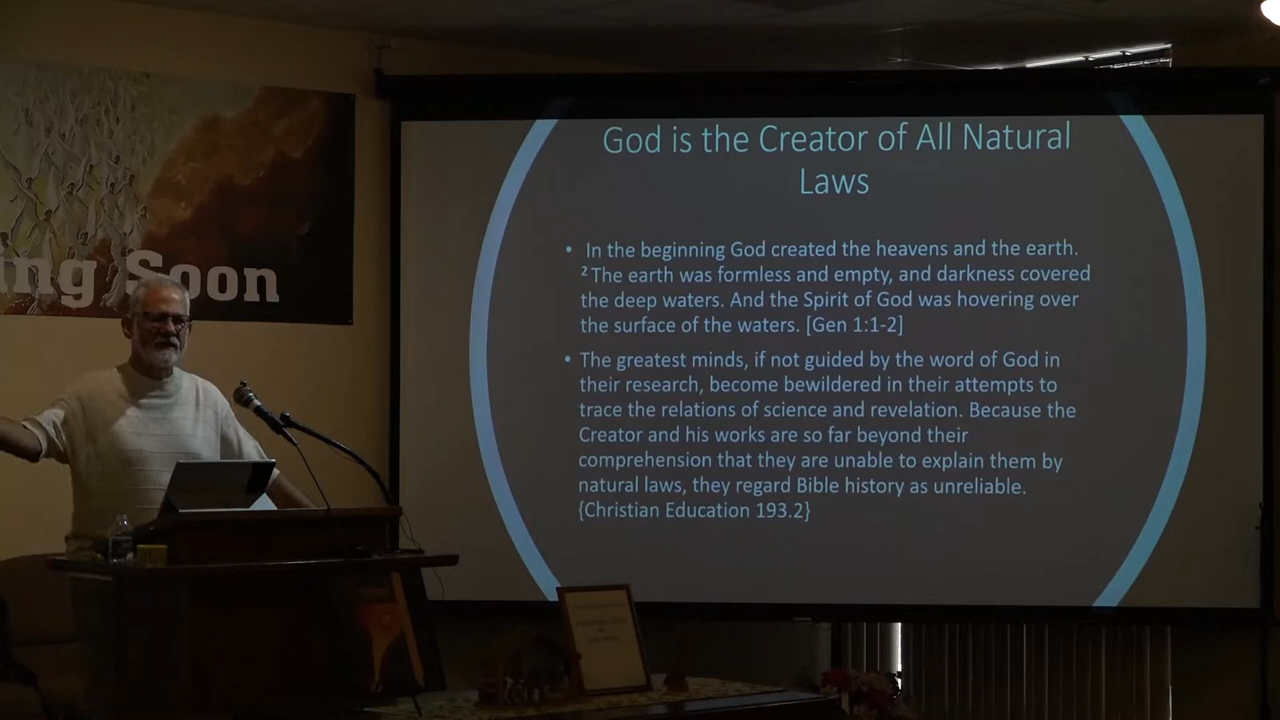 God is the Creator of All Natural
Laws
• In the beginning God created the heavens and the earth.
² The earth was formless and empty, and darkness covered
the deep waters. And the Spirit of God was hovering over
the surface of the waters. [Gen 1:1-2]
• The greatest minds, if not guided by the word of God in
their research, become bewildered in their attempts to
trace the relations of science and revelation. Because the
Creator and his works are so far beyond their
comprehension that they are unable to explain them by
natural laws, they regard Bible history as unreliable.
{Christian Education 193.2}
ing Soon